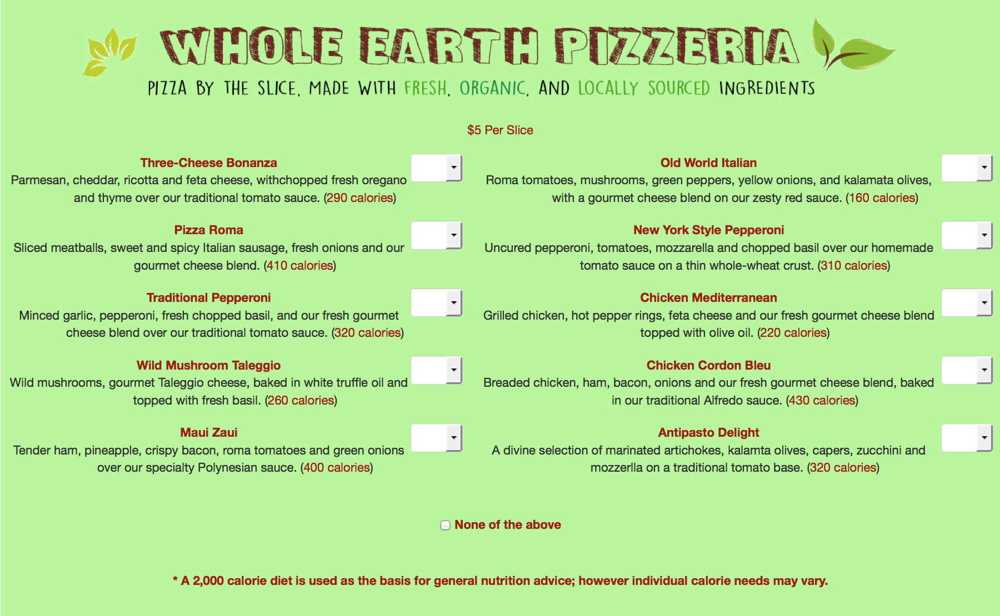 WHOLE EARTH PIZZERIA
PIZZA BY THE SLICE, MADE WITH FRESH, ORGANIC, AND LOCALLY SOURCED INGREDIENTS
$5 Per Slice
Three-Cheese Bonanza
Parmesan, cheddar, ricotta and feta cheese, withchopped fresh oregano
and thyme over our traditional tomato sauce. (290 calories)
Old World Italian
Roma tomatoes, mushrooms, green peppers, yellow onions, and kalamata olives,
with a gourmet cheese blend on our zesty red sauce. (160 calories)
Pizza Roma
Sliced meatballs, sweet and spicy Italian sausage, fresh onions and our
gourmet cheese blend. (410 calories)
New York Style Pepperoni
Uncured pepperoni, tomatoes, mozzarella and chopped basil over our homemade
tomato sauce on a thin whole-wheat crust. (310 calories)
Traditional Pepperoni
Minced garlic, pepperoni, fresh chopped basil, and our fresh gourmet
cheese blend over our traditional tomato sauce. (320 calories)
Chicken Mediterranean
Grilled chicken, hot pepper rings, feta cheese and our fresh gourmet cheese blend
topped with olive oil. (220 calories)
Wild Mushroom Taleggio
Wild mushrooms, gourmet Taleggio cheese, baked in white truffle oil and
topped with fresh basil. (260 calories)
Chicken Cordon Bleu
Breaded chicken, ham, bacon, onions and our fresh gourmet cheese blend, baked
in our traditional Alfredo sauce. (430 calories)
Maui Zaui
Tender ham, pineapple, crispy bacon, roma tomatoes and green onions
over our specialty Polynesian sauce. (400 calories)
Antipasto Delight
A divine selection of marinated artichokes, kalamta olives, capers, zucchini and
mozzerlla on a traditional tomato base. (320 calories)
None of the above
* A 2,000 calorie diet is used as the basis for general nutrition advice; however individual calorie needs may vary.